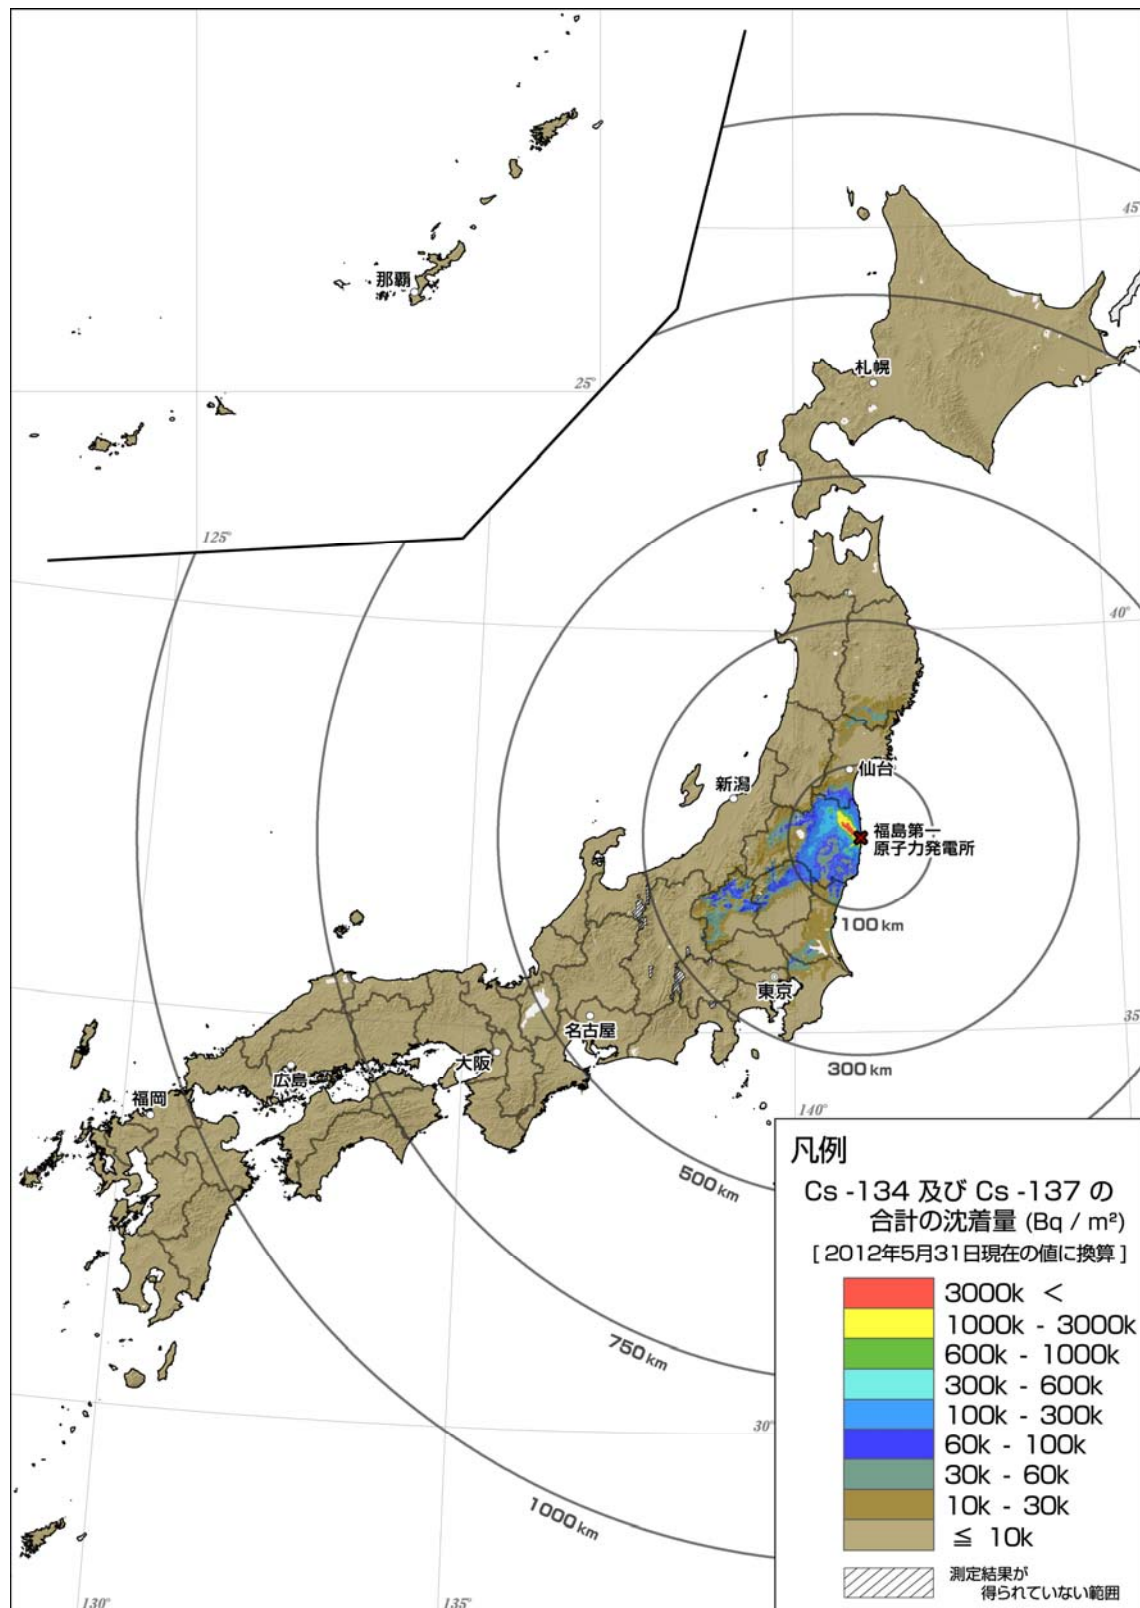 那覇
25°
125°
45°
札幌
40°
仙台
新潟
福島第一
原子力発電所
100 km
東京
名古屋
大阪
広島
福岡
35°
300 km
140°
500 km
750 km
30°
1000 km
130°
135°
凡例
Cs -134 及び Cs -137 の
合計の沈着量 (Bq / m²)
[ 2012年5月31日現在の値に換算 ]
3000k <
1000k - 3000k
600k - 1000k
300k - 600k
100k - 300k
60k - 100k
30k - 60k
10k - 30k
≦ 10k
測定結果が
得られていない範囲